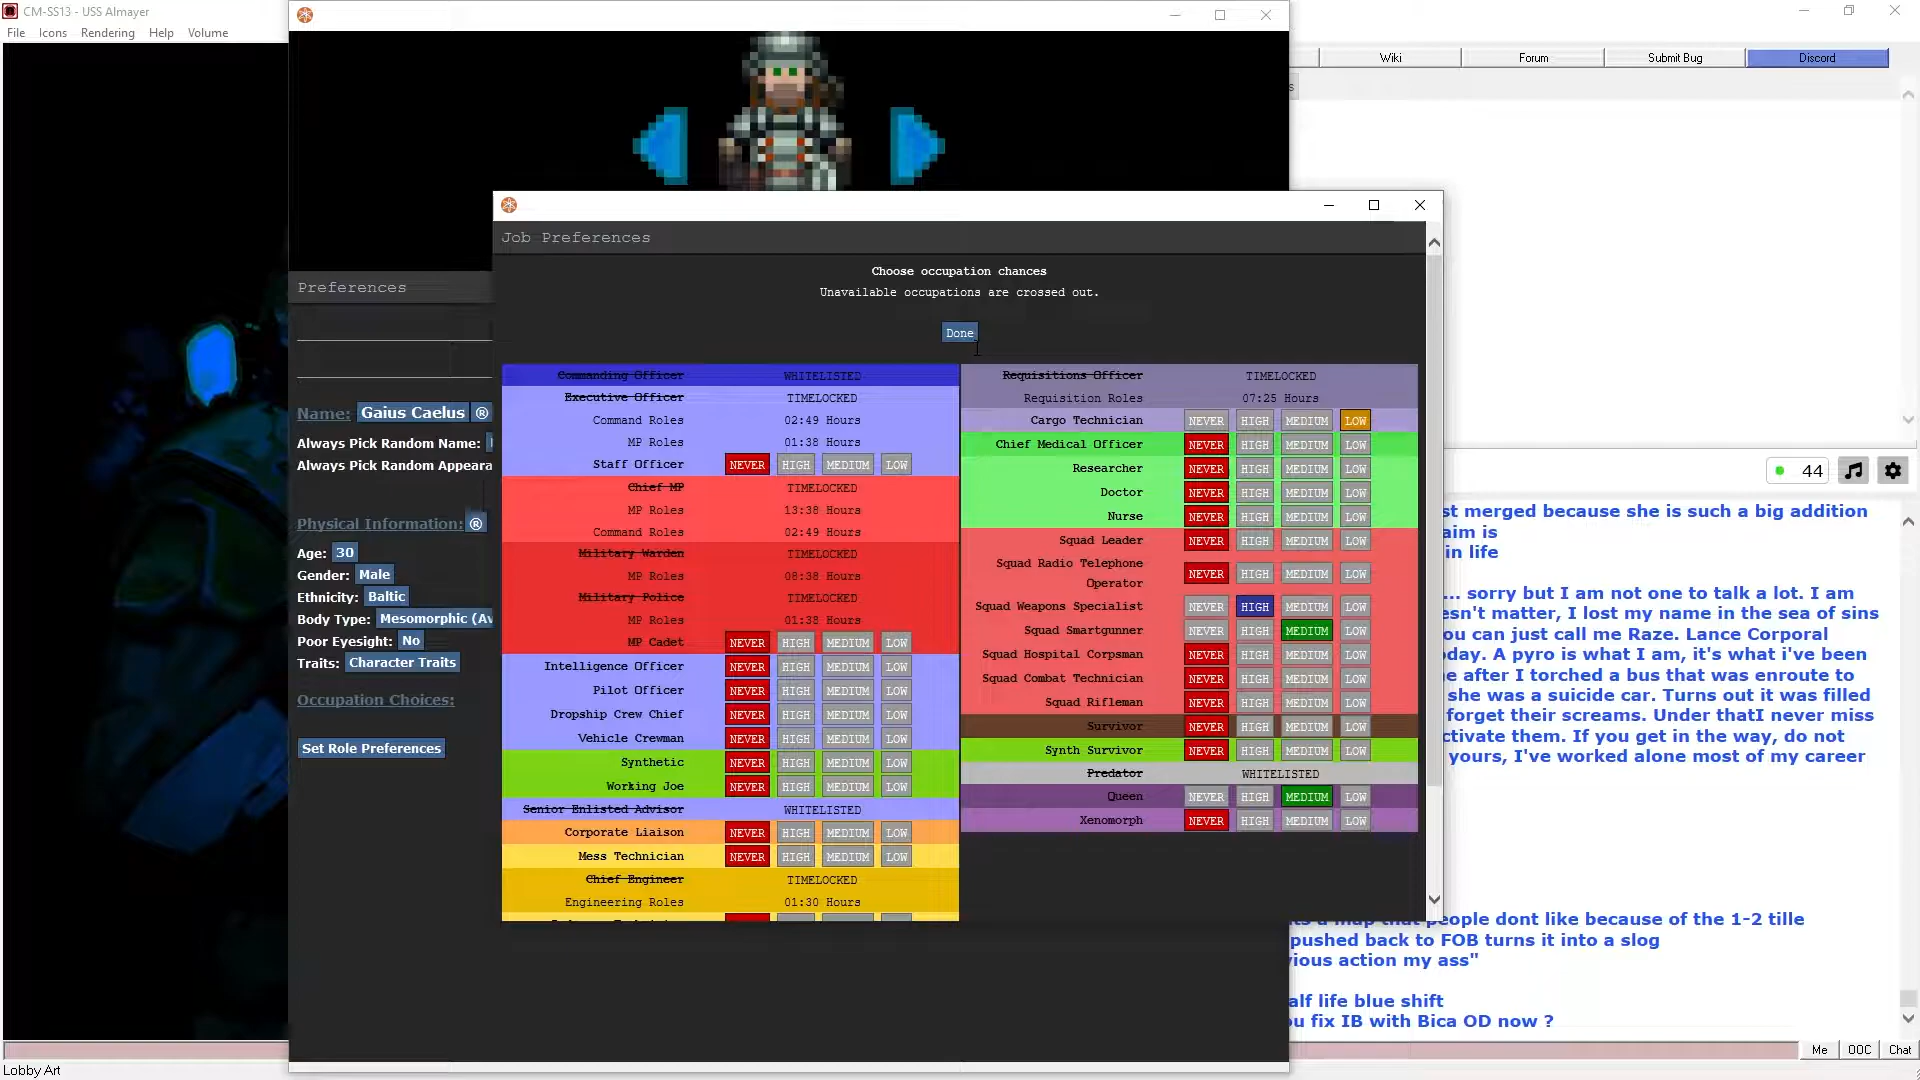 CM-SS13 - USS Almayer
File Icons Rendering Help Volume
Wiki Forum Submit Bug Discord
s
44
Preferences
Name: Gaius Caelus ®
Always Pick Random Name:
Always Pick Random Appeara
Physical Information: ®
Age: 30
Gender: Male
Ethnicity: Baltic
Body Type: Mesomorphic (Av
Poor Eyesight: No
Traits: Character Traits
Occupation Choices:
Set Role Preferences
Job Preferences
Choose occupation chances
Unavailable occupations are crossed out.
Done
Commanding Officer WHITELISTED
Executive Officer TIMELOCKED
Command Roles 02:49 Hours
MP Roles 01:38 Hours
Staff Officer NEVER HIGH MEDIUM LOW
Chief MP TIMELOCKED
MP Roles 13:38 Hours
Command Roles 02:49 Hours
Military Warden TIMELOCKED
MP Roles 08:38 Hours
Military Police TIMELOCKED
MP Roles 01:38 Hours
MP Cadet NEVER HIGH MEDIUM LOW
Intelligence Officer NEVER HIGH MEDIUM LOW
Pilot Officer NEVER HIGH MEDIUM LOW
Dropship Crew Chief NEVER HIGH MEDIUM LOW
Vehicle Crewman NEVER HIGH MEDIUM LOW
Synthetic NEVER HIGH MEDIUM LOW
Working Joe NEVER HIGH MEDIUM LOW
Senior Enlisted Advisor WHITELISTED
Corporate Liaison NEVER HIGH MEDIUM LOW
Mess Technician NEVER HIGH MEDIUM LOW
Chief Engineer TIMELOCKED
Engineering Roles 01:30 Hours
Requisitions Officer TIMELOCKED
Requisition Roles 07:25 Hours
Cargo Technician NEVER HIGH MEDIUM LOW
Chief Medical Officer NEVER HIGH MEDIUM LOW
Researcher NEVER HIGH MEDIUM LOW
Doctor NEVER HIGH MEDIUM LOW
Nurse NEVER HIGH MEDIUM LOW
Squad Leader NEVER HIGH MEDIUM LOW
Squad Radio Telephone
Operator NEVER HIGH MEDIUM LOW
Squad Weapons Specialist NEVER HIGH MEDIUM LOW
Squad Smartgunner NEVER HIGH MEDIUM LOW
Squad Hospital Corpsman NEVER HIGH MEDIUM LOW
Squad Combat Technician NEVER HIGH MEDIUM LOW
Squad Rifleman NEVER HIGH MEDIUM LOW
Survivor NEVER HIGH MEDIUM LOW
Synth Survivor NEVER HIGH MEDIUM LOW
Predator WHITELISTED
Queen NEVER HIGH MEDIUM LOW
Xenomorph NEVER HIGH MEDIUM LOW
st merged because she is such a big addition
aim is
in life
... sorry but I am not one to talk a lot. I am
esn't matter, I lost my name in the sea of sins
ou can just call me Raze. Lance Corporal
oday. A pyro is what I am, it's what i've been
e after I torched a bus that was enroute to
she was a suicide car. Turns out it was filled
forget their screams. Under thatI never miss
ctivate them. If you get in the way, do not
yours, I've worked alone most of my career
ts a map that people dont like because of the 1-2 tille
pushed back to FOB turns it into a slog
vious action my ass"
alf life blue shift
ou fix IB with Bica OD now ?
Me OOC Chat
Lobby Art